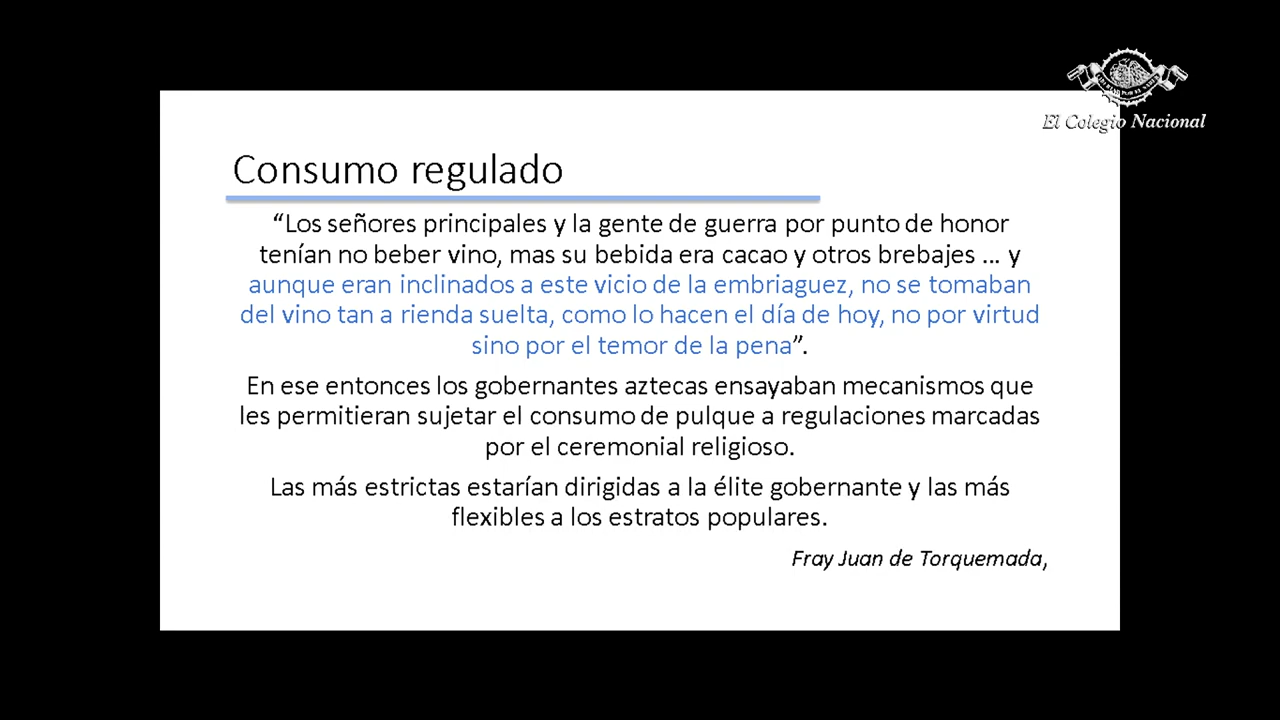 El Colegio Nacional
Consumo regulado
“Los señores principales y la gente de guerra por punto de honor
tenían no beber vino, mas su bebida era cacao y otros brebajes ... y
aunque eran inclinados a este vicio de la embriaguez, no se tomaban
del vino tan a rienda suelta, como lo hacen el día de hoy, no por virtud
sino por el temor de la pena”.
En ese entonces los gobernantes aztecas ensayaban mecanismos que
les permitieran sujetar el consumo de pulque a regulaciones marcadas
por el ceremonial religioso.
Las más estrictas estarían dirigidas a la élite gobernante y las más
flexibles a los estratos populares.
Fray Juan de Torquemada,